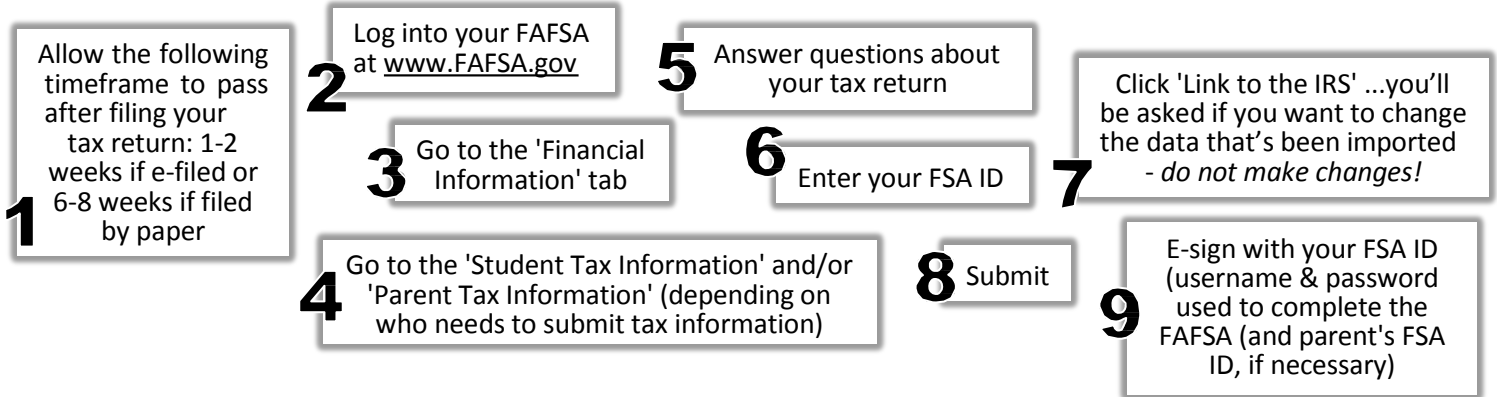 1
Allow the following
timeframe to pass
after filing your
tax return: 1-2
weeks if e-filed or
6-8 weeks if filed
by paper
2
Log into your FAFSA
at www.FAFSA.gov
3
Go to the 'Financial
Information' tab
4
Go to the 'Student Tax Information' and/or
'Parent Tax Information' (depending on
who needs to submit tax information)
5
Answer questions about
your tax return
6
Enter your FSA ID
7
Click 'Link to the IRS' ...you’ll
be asked if you want to change
the data that’s been imported
- do not make changes!
8
Submit
9
E-sign with your FSA ID
(username & password
used to complete the
FAFSA (and parent's FSA
ID, if necessary)